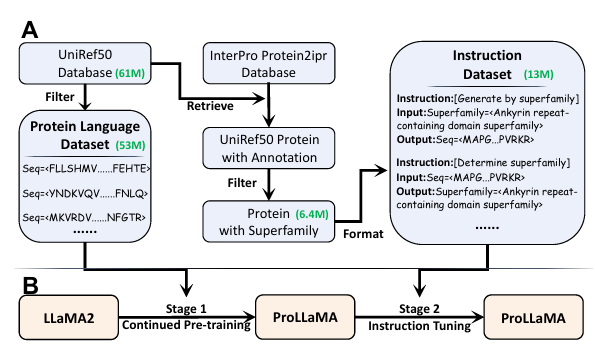 A
UniRef50
Database (61M)
Filter
Protein Language
Dataset (53M)
Seq=<FLLSHMV......FEHTE>
Seq=<YNDKVQV......FNLQ>
Seq=<MKVRDV......NFGTR>
......
InterPro Protein2ipr
Database
Retrieve
UniRef50 Protein
with Annotation
Filter
Protein (6.4M)
with Superfamily
Format
Instruction
Dataset (13M)
Instruction:[Generate by superfamily]
Input:Superfamily=<Ankyrin repeat-
containing domain superfamily>
Output:Seq=<MAPG...PVRKR>
Instruction:[Determine superfamily]
Input:Seq=<MAPG...PVRKR>
Output:Superfamily=<Ankyrin repeat-
containing domain superfamily>
......
B
LLaMA2
Stage 1
Continued Pre-training
ProLLaMA
Stage 2
Instruction Tuning
ProLLaMA